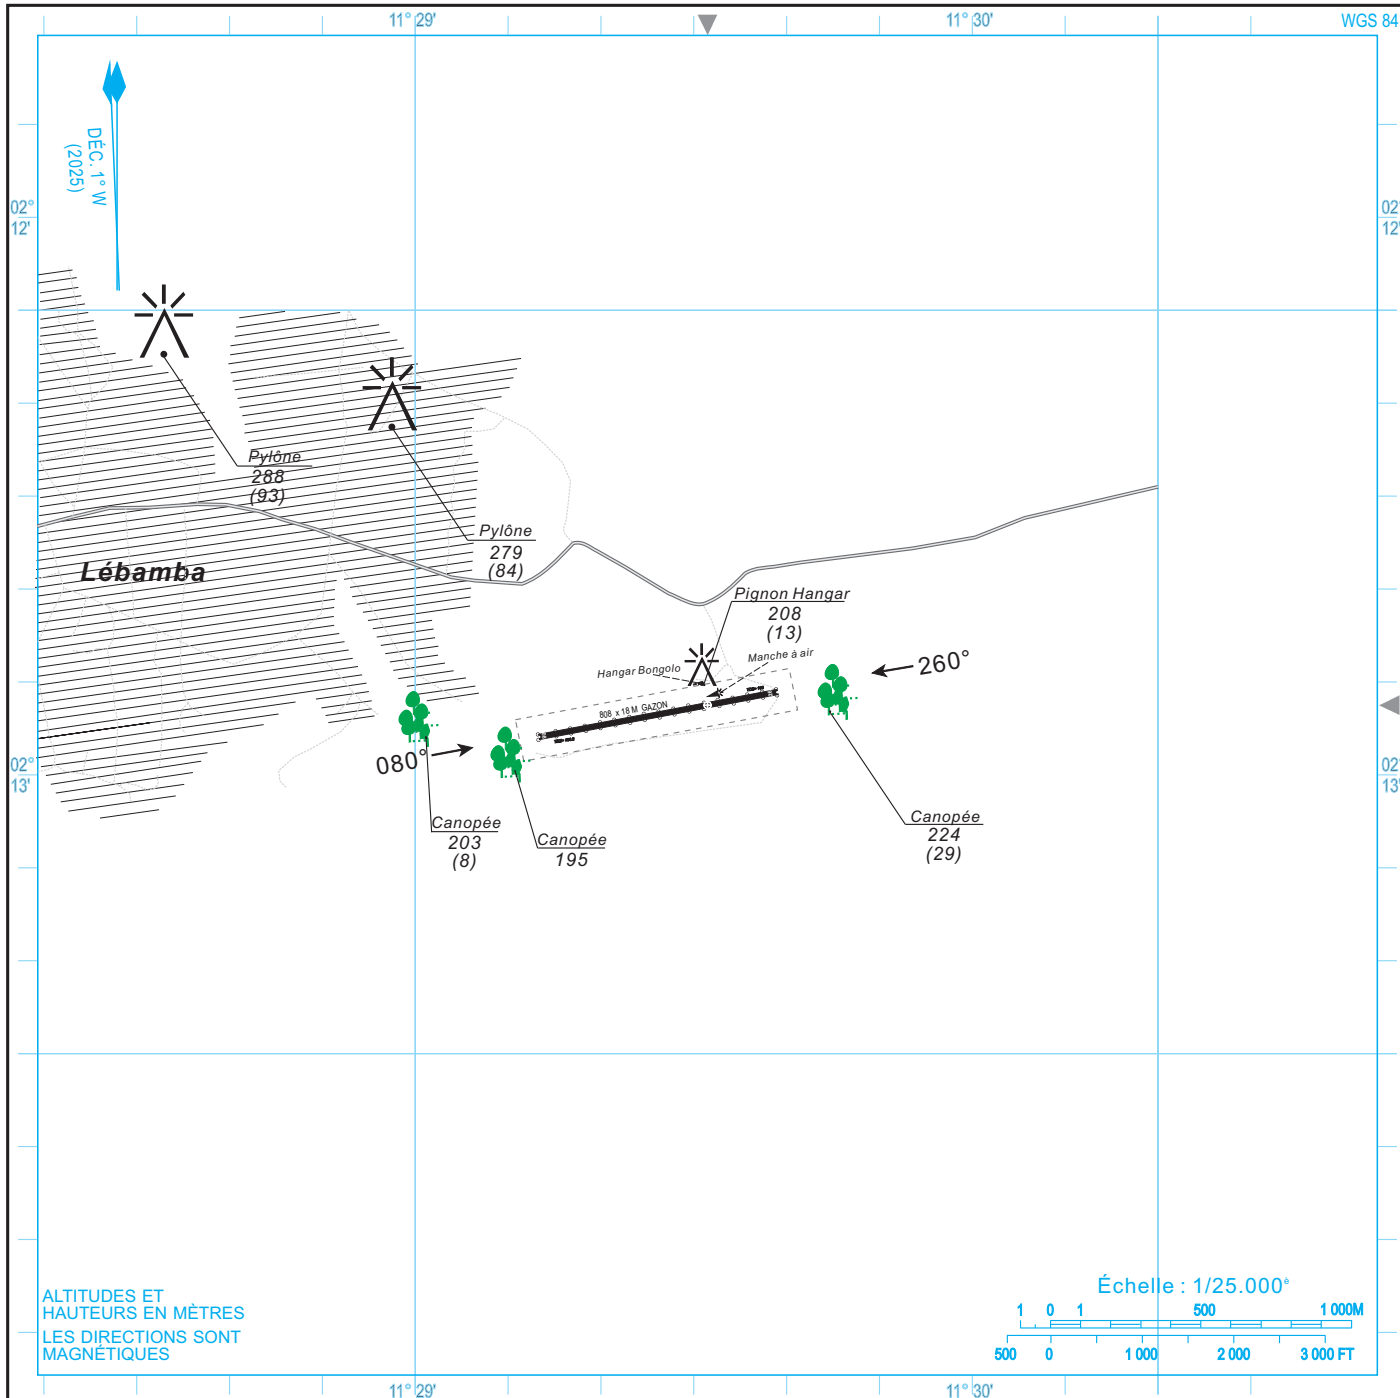 11° 29'
11° 30'
WGS 84
DÉC. 1° W
(2025)
02°
12'
02°
12'
Pylône
288
(93)
Pylône
279
(84)
Lébamba
Pignon Hangar
208
(13)
Hangar Bongolo
Manche à air
260°
808 x 18 M GAZON
080°
02°
13'
02°
13'
Canopée
203
(8)
Canopée
195
Canopée
224
(29)
ALTITUDES ET
HAUTEURS EN MÈTRES
LES DIRECTIONS SONT
MAGNÉTIQUES
Échelle : 1/25.000è
1 0 1 500 1 000M
500 0 1 000 2 000 3 000 FT
11° 29'
11° 30'